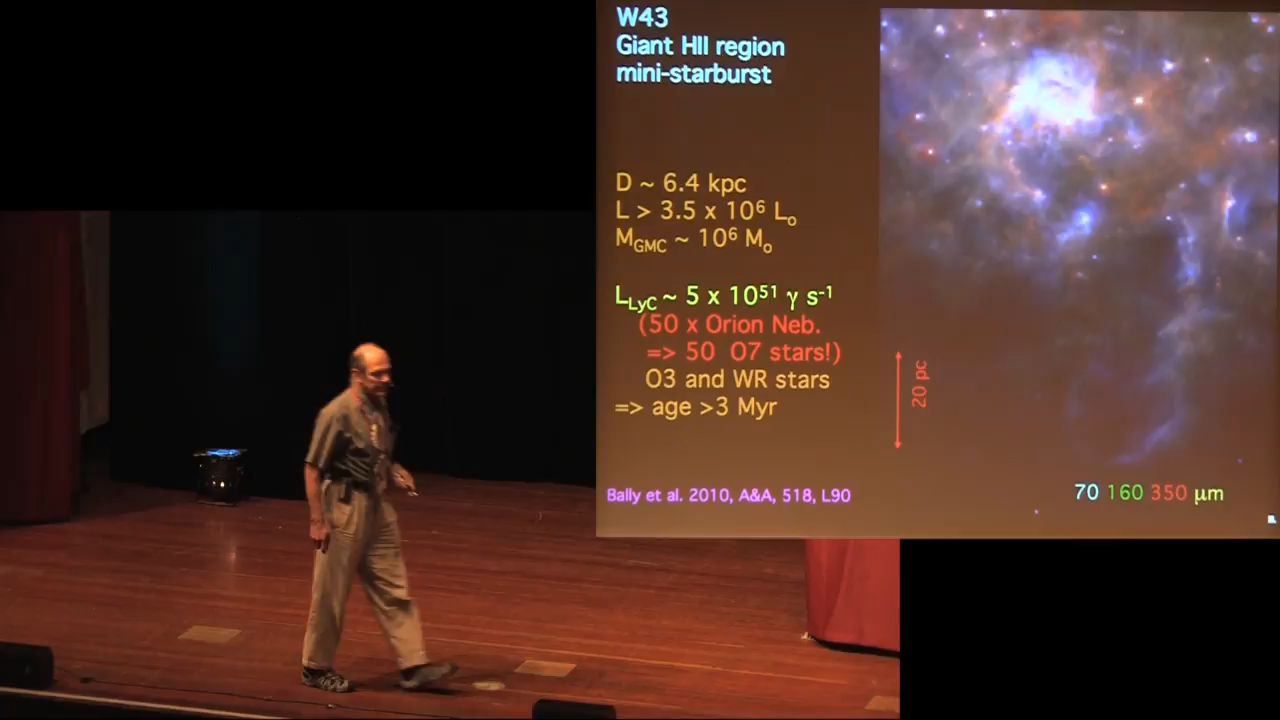 W43
Giant HII region
mini-starburst
D ~ 6.4 kpc
L > 3.5 x 10⁶ Lₒ
M_GMC ~ 10⁶ Mₒ
L_LyC ~ 5 x 10⁵¹ γ s⁻¹
(50 x Orion Neb.
=> 50 O7 stars!)
O3 and WR stars
=> age >3 Myr
20 pc
Bally et al. 2010, A&A, 518, L90
70 160 350 µm